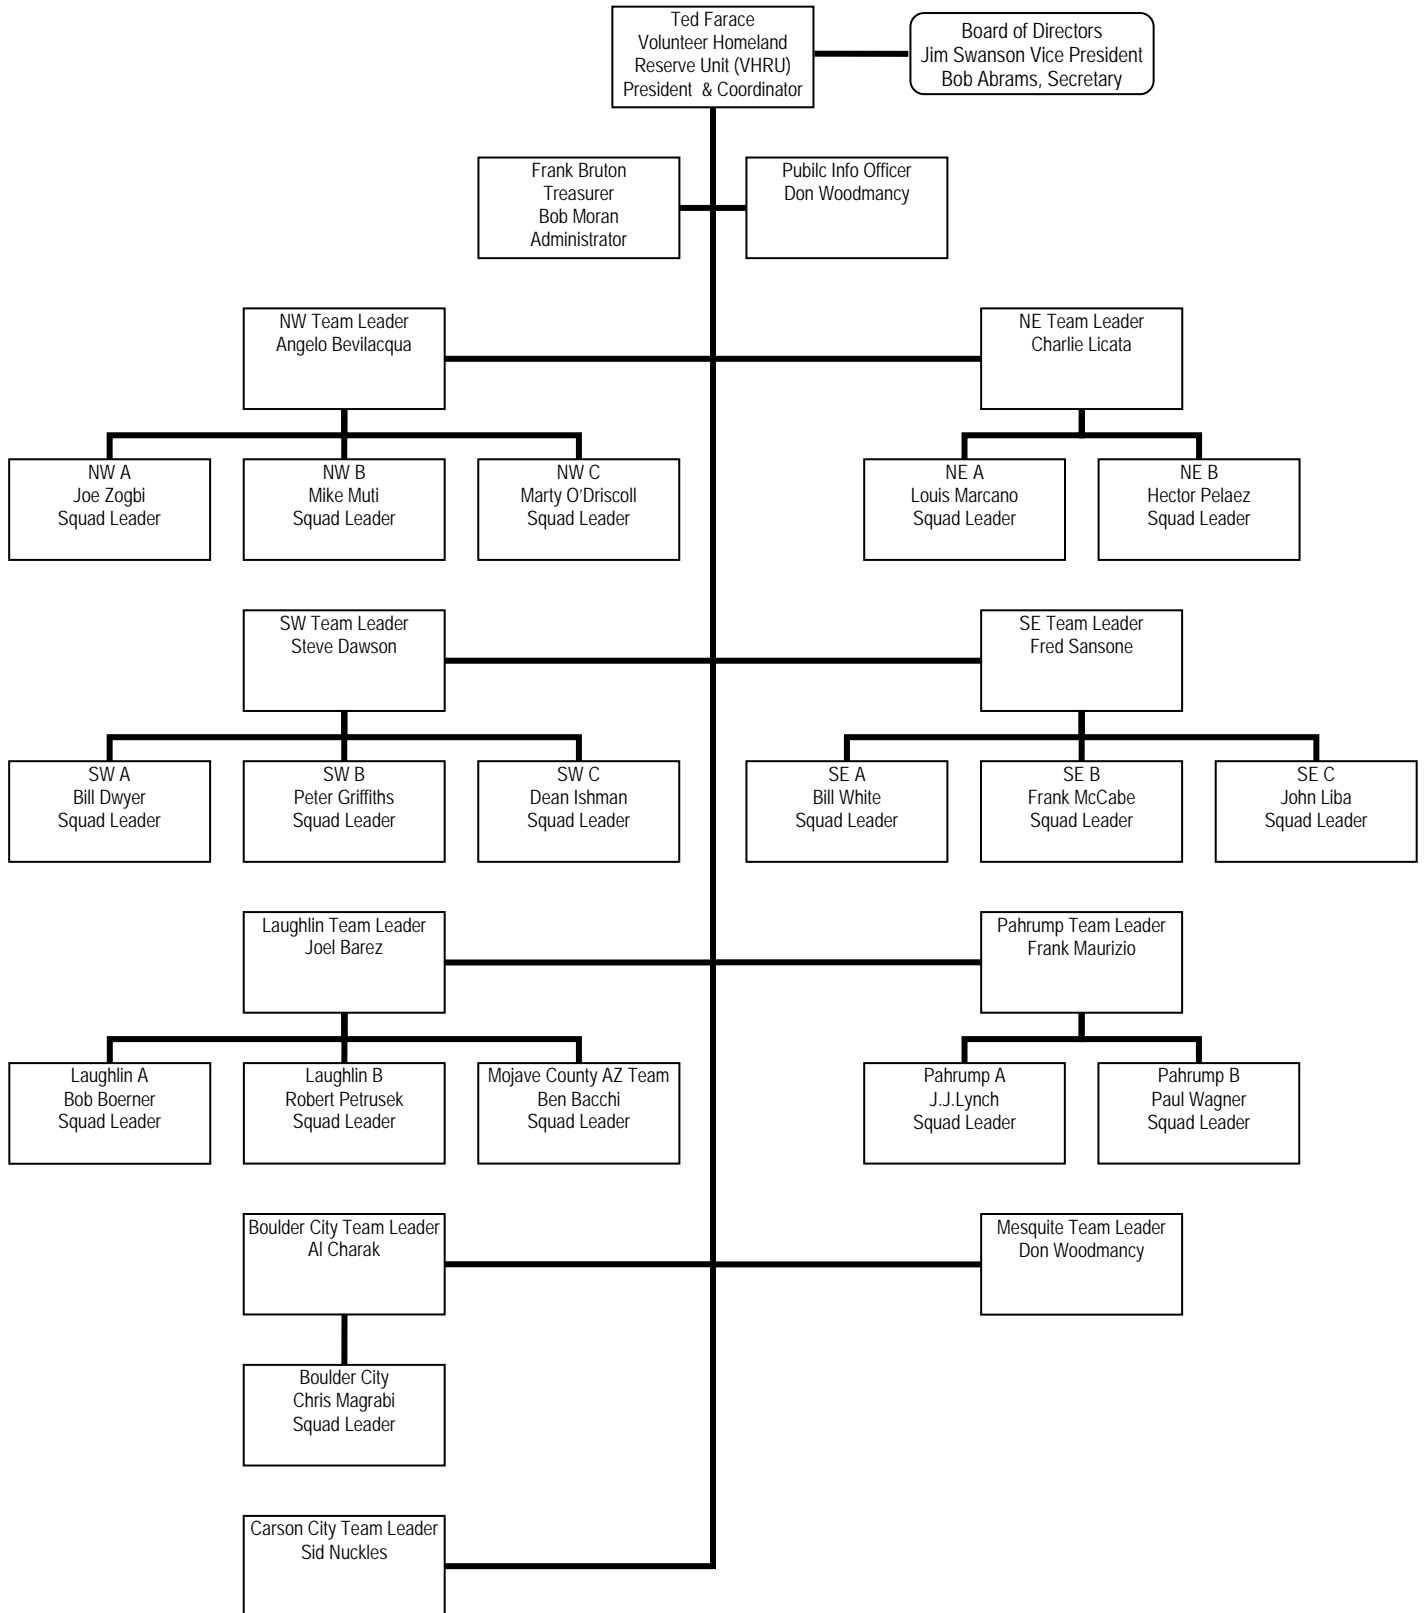 Ted Farace
Volunteer Homeland
Reserve Unit (VHRU)
President & Coordinator
Board of Directors
Jim Swanson Vice President
Bob Abrams, Secretary
Frank Bruton
Treasurer
Bob Moran
Administrator
Pubilc Info Officer
Don Woodmancy
NW Team Leader
Angelo Bevilacqua
NE Team Leader
Charlie Licata
NW A
Joe Zogbi
Squad Leader
NW B
Mike Muti
Squad Leader
NW C
Marty O’Driscoll
Squad Leader
NE A
Louis Marcano
Squad Leader
NE B
Hector Pelaez
Squad Leader
SW Team Leader
Steve Dawson
SE Team Leader
Fred Sansone
SW A
Bill Dwyer
Squad Leader
SW B
Peter Griffiths
Squad Leader
SW C
Dean Ishman
Squad Leader
SE A
Bill White
Squad Leader
SE B
Frank McCabe
Squad Leader
SE C
John Liba
Squad Leader
Laughlin Team Leader
Joel Barez
Pahrump Team Leader
Frank Maurizio
Laughlin A
Bob Boerner
Squad Leader
Laughlin B
Robert Petrusek
Squad Leader
Mojave County AZ Team
Ben Bacchi
Squad Leader
Pahrump A
J.J.Lynch
Squad Leader
Pahrump B
Paul Wagner
Squad Leader
Boulder City Team Leader
Al Charak
Mesquite Team Leader
Don Woodmancy
Boulder City
Chris Magrabi
Squad Leader
Carson City Team Leader
Sid Nuckles